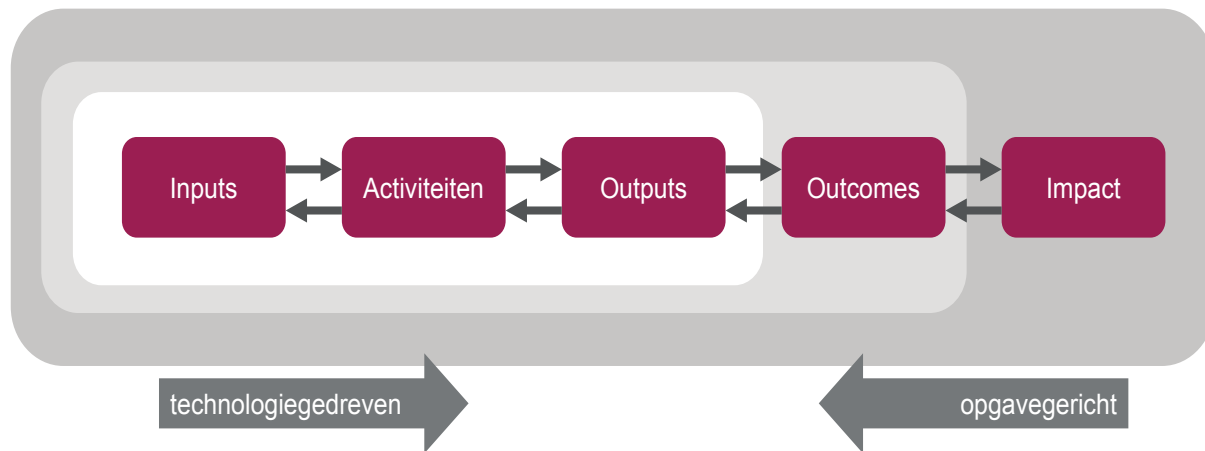 Inputs
Activiteiten
Outputs
Outcomes
Impact
technologiegedreven
opgavegericht